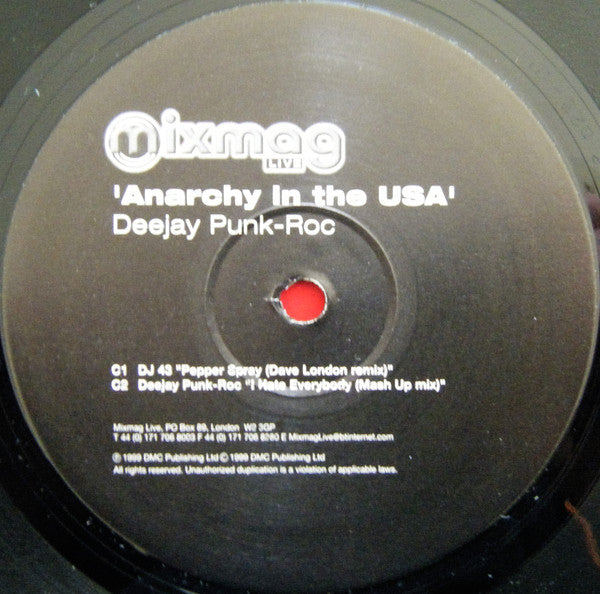 mixmag
LIVE
'Anarchy in the USA'
Deejay Punk-Roc
C1 DJ 43 "Pepper Spray (Dave London remix)"
C2 Deejay Punk-Roc "I Hate Everybody (Mash Up mix)"
Mixmag Live, PO Box 89, London W2 3GP
T 44 (0) 171 706 8003 F 44 (0) 171 706 8280 E MixmagLive@btinternet.com
℗ 1999 DMC Publishing Ltd © 1999 DMC Publishing Ltd
All rights reserved. Unauthorized duplication is a violation of applicable laws.